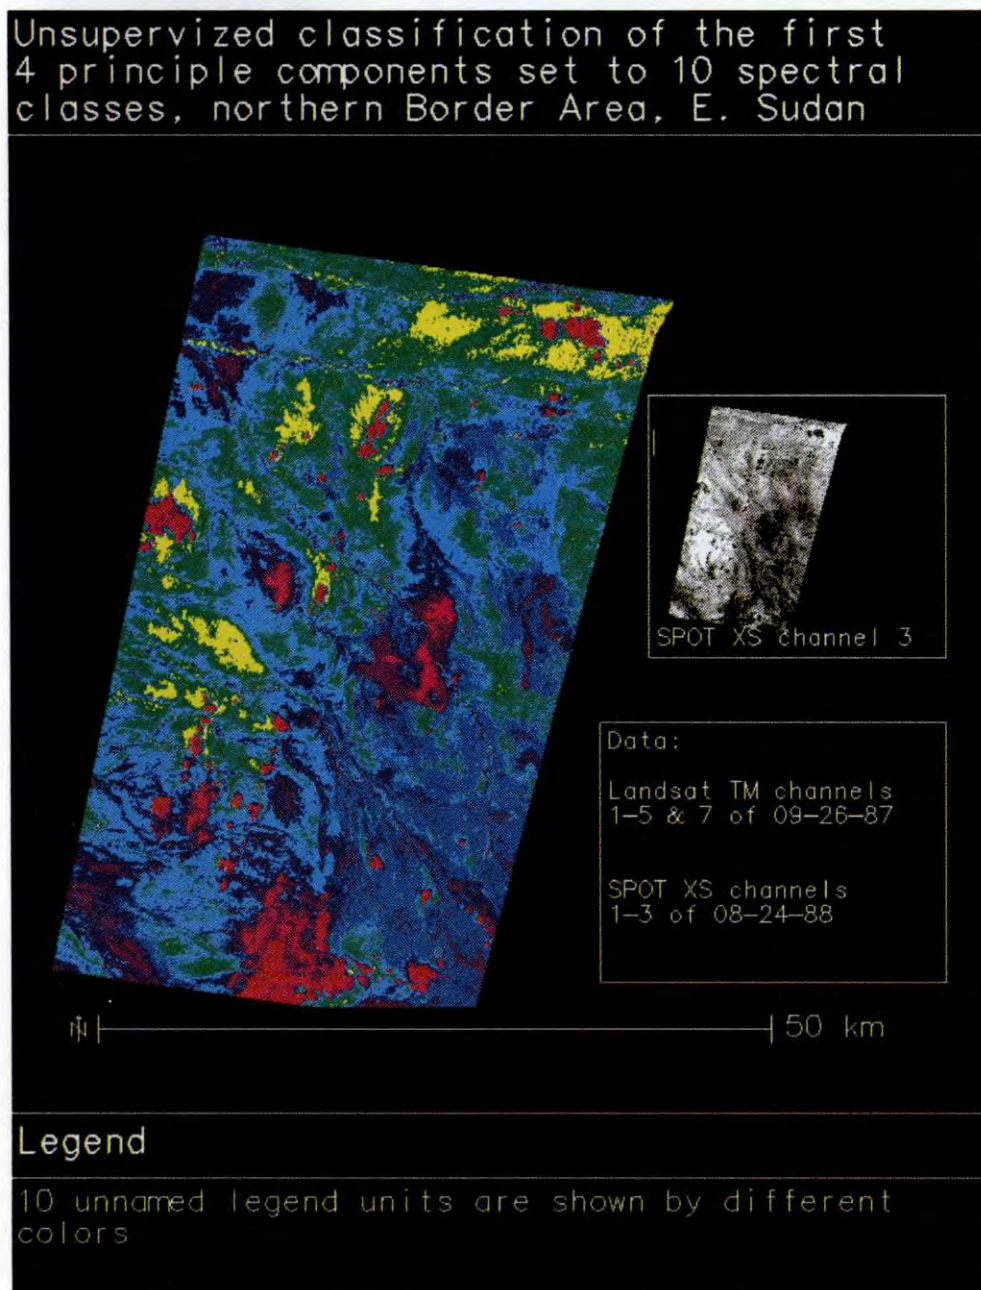 Unsupervized classification of the first
4 principle components set to 10 spectral
classes, northern Border Area, E. Sudan
SPOT XS channel 3
Data:
Landsat TM channels
1-5 & 7 of 09-26-87
SPOT XS channels
1-3 of 08-24-88
N
50 km
Legend
10 unnamed legend units are shown by different
colors